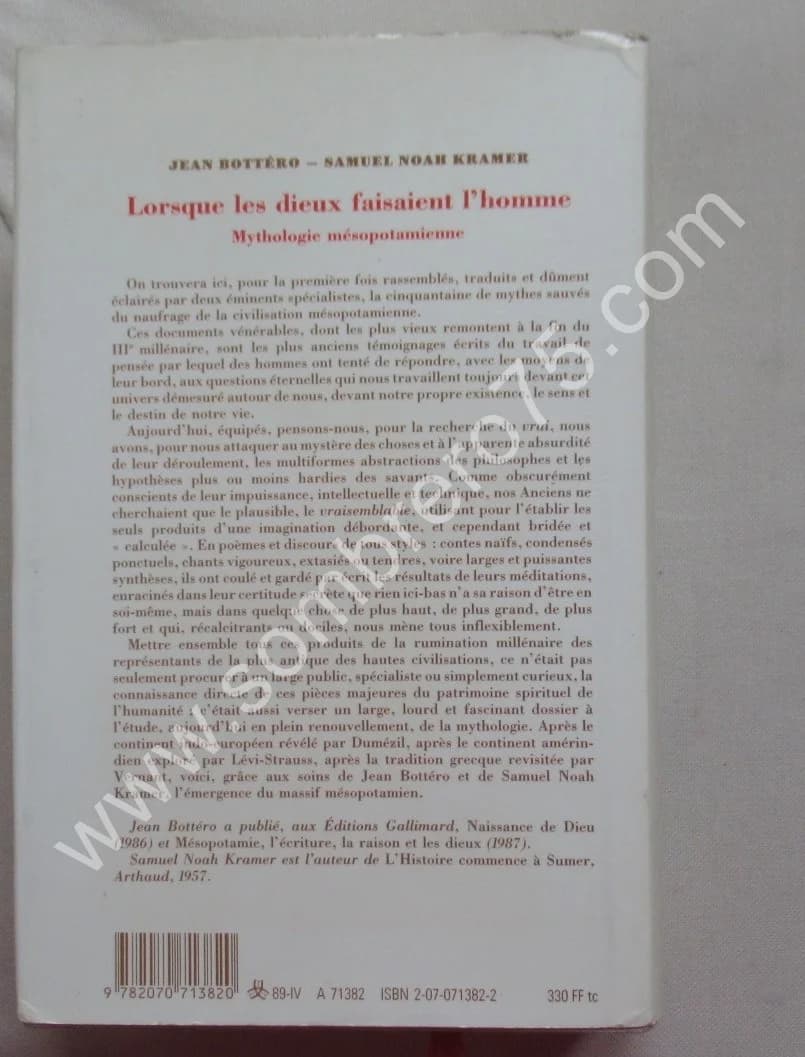 JEAN BOTTÉRO – SAMUEL NOAH KRAMER
Lorsque les dieux faisaient l'homme
Mythologie mésopotamienne
On trouvera ici, pour la première fois rassemblés, traduits et dûment
éclairés par deux éminents spécialistes, la cinquantaine de mythes sauvés
du naufrage de la civilisation mésopotamienne.
Ces documents vénérables, dont les plus vieux remontent à la fin du
IIIe millénaire, sont les plus anciens témoignages écrits du travail de
pensée par lequel des hommes ont tenté de répondre, avec les moyens de
leur bord, aux questions éternelles qui nous travaillent toujours devant cet
univers démesuré autour de nous, devant notre propre existence, le sens et
le destin de notre vie.
Aujourd'hui, équipés, pensons-nous, pour la recherche du vrai, nous
avons, pour nous attaquer au mystère des choses et à l'apparente absurdité
de leur déroulement, les multiformes abstractions des philosophes et les
hypothèses plus ou moins hardies des savants. Comme obscurément
conscients de leur impuissance, intellectuelle et technique, nos Anciens ne
cherchaient que le plausible, le vraisemblable, utilisant pour l'établir les
seuls produits d'une imagination débordante, et cependant bridée et
« calculée ». En poèmes et discours de tous styles : contes naïfs, condensés
ponctuels, chants vigoureux, extasiés ou tendres, voire larges et puissantes
synthèses, ils ont coulé et gardé par écrit les résultats de leurs méditations,
enracinés dans leur certitude secrète que rien ici-bas n'a sa raison d'être en
soi-même, mais dans quelque chose de plus haut, de plus grand, de plus
fort et qui, récalcitrants ou dociles, nous mène tous inflexiblement.
Mettre ensemble tous ces produits de la rumination millénaire des
représentants de la plus antique des hautes civilisations, ce n'était pas
seulement procurer à un large public, spécialiste ou simplement curieux, la
connaissance directe de ces pièces majeures du patrimoine spirituel de
l'humanité : c'était aussi verser un large, lourd et fascinant dossier à
l'étude, aujourd'hui en plein renouvellement, de la mythologie. Après le
continent indo-européen révélé par Dumézil, après le continent amérin-
dien exploré par Lévi-Strauss, après la tradition grecque revisitée par
Vernant, voici, grâce aux soins de Jean Bottéro et de Samuel Noah
Kramer, l'émergence du massif mésopotamien.
Jean Bottéro a publié, aux Éditions Gallimard, Naissance de Dieu
(1986) et Mésopotamie, l'écriture, la raison et les dieux (1987).
Samuel Noah Kramer est l'auteur de L'Histoire commence à Sumer,
Arthaud, 1957.
9 782070 713820 89-IV A 71382 ISBN 2-07-071382-2 330 FF tc
www.sombrero75.com